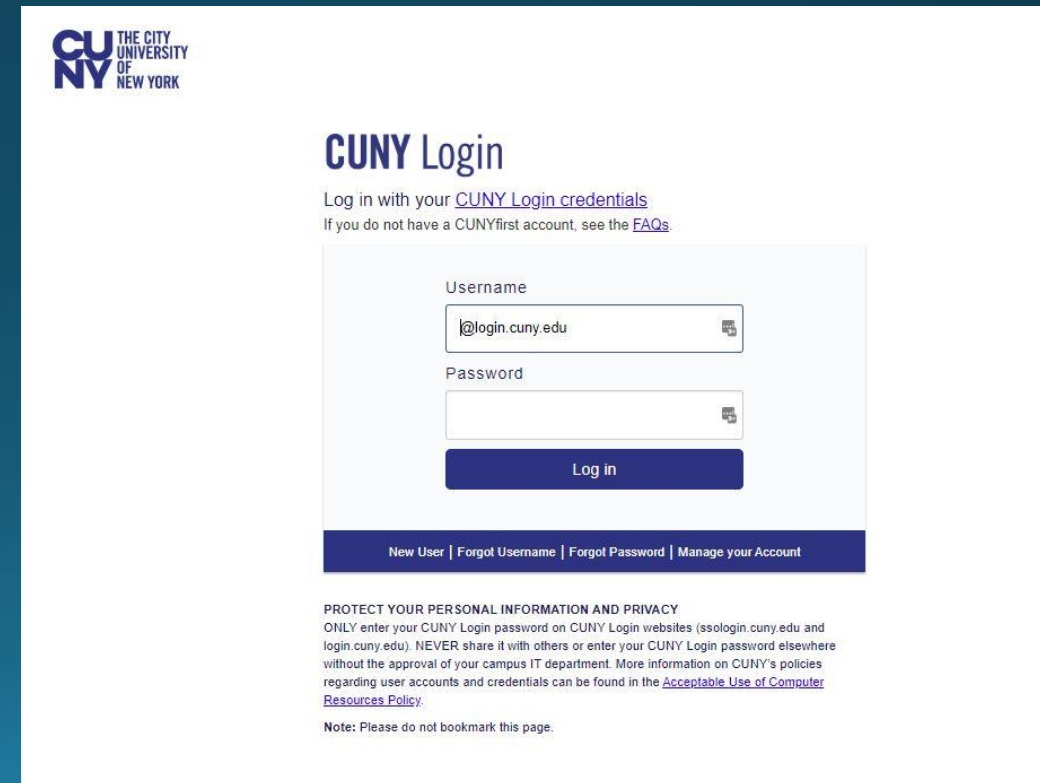 CUNY THE CITY UNIVERSITY OF NEW YORK
CUNY Login
Log in with your CUNY Login credentials
If you do not have a CUNYfirst account, see the FAQs.
Username
@login.cuny.edu
Password
Log in
New User | Forgot Username | Forgot Password | Manage your Account
PROTECT YOUR PERSONAL INFORMATION AND PRIVACY
ONLY enter your CUNY Login password on CUNY Login websites (ssologin.cuny.edu and
login.cuny.edu). NEVER share it with others or enter your CUNY Login password elsewhere
without the approval of your campus IT department. More information on CUNY's policies
regarding user accounts and credentials can be found in the Acceptable Use of Computer
Resources Policy.
Note: Please do not bookmark this page.